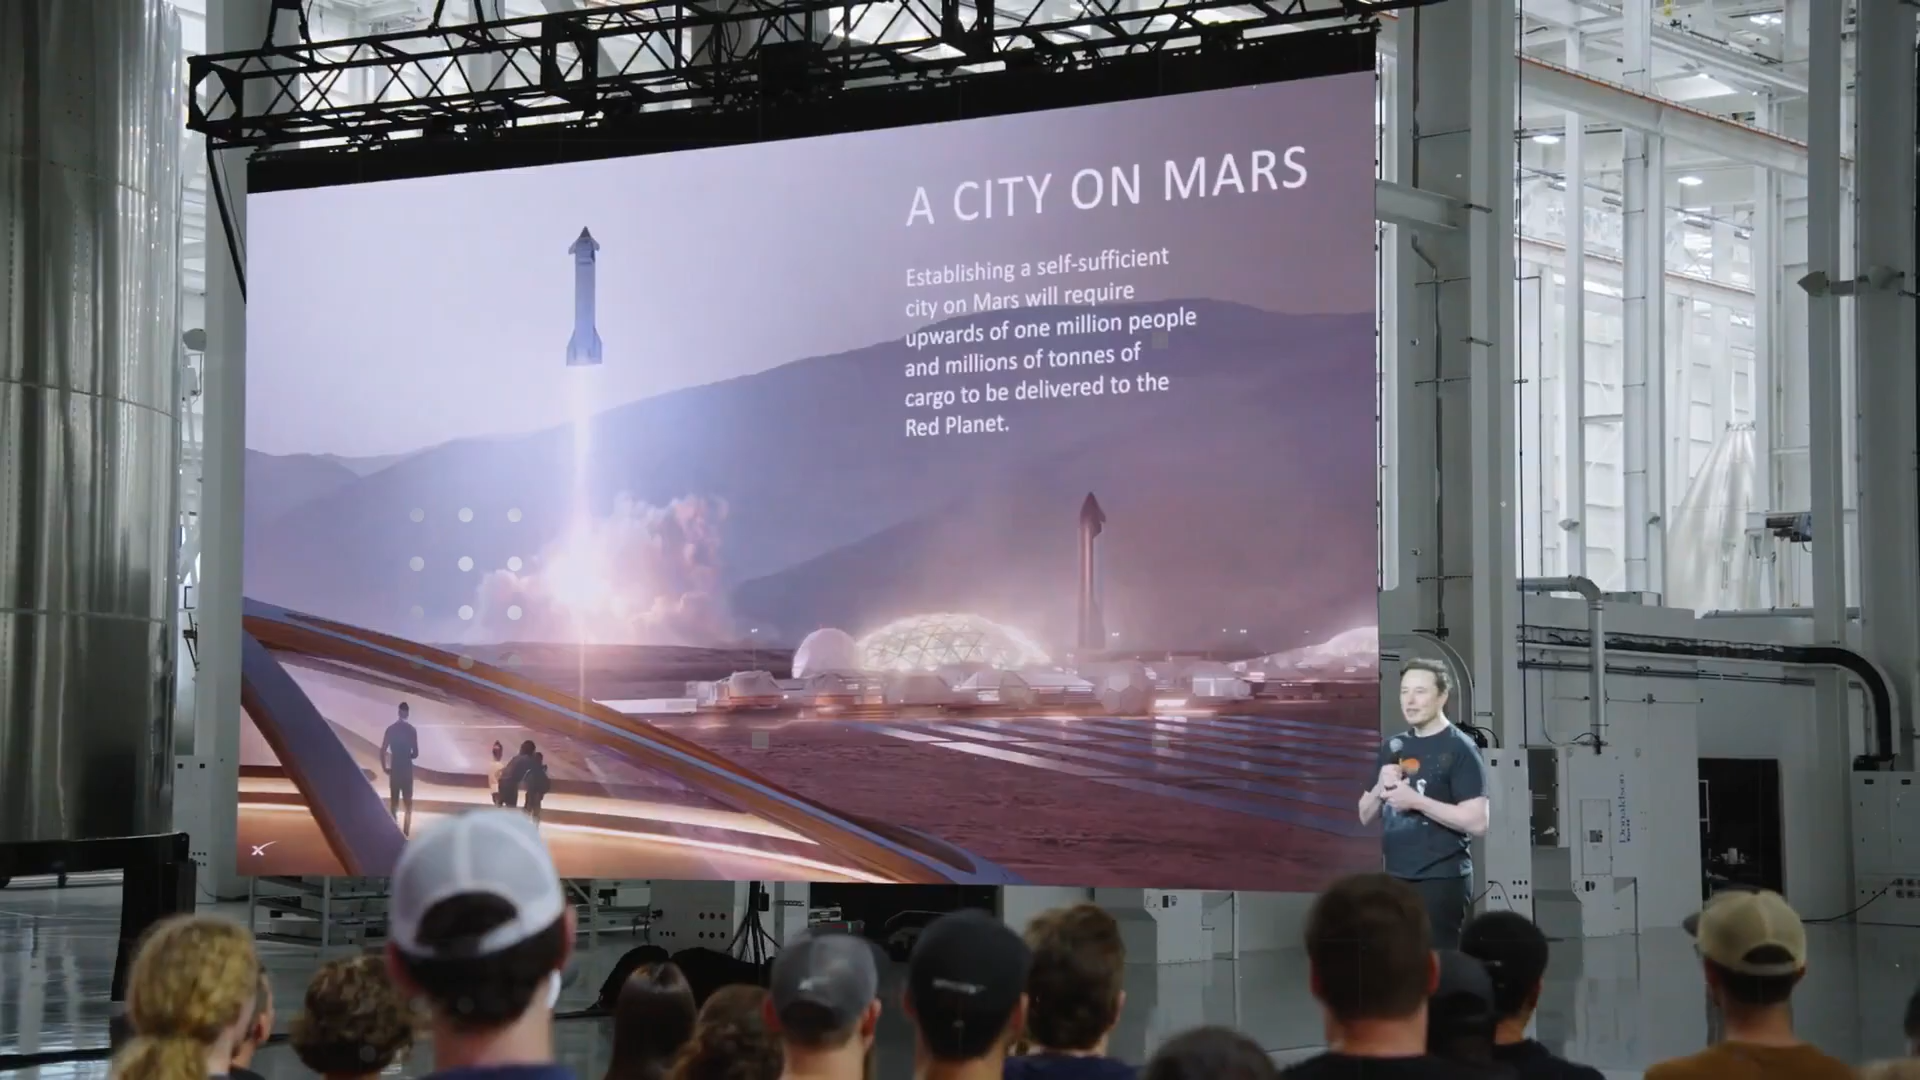 A CITY ON MARS
Establishing a self-sufficient
city on Mars will require
upwards of one million people
and millions of tonnes of
cargo to be delivered to the
Red Planet.
Donaldson